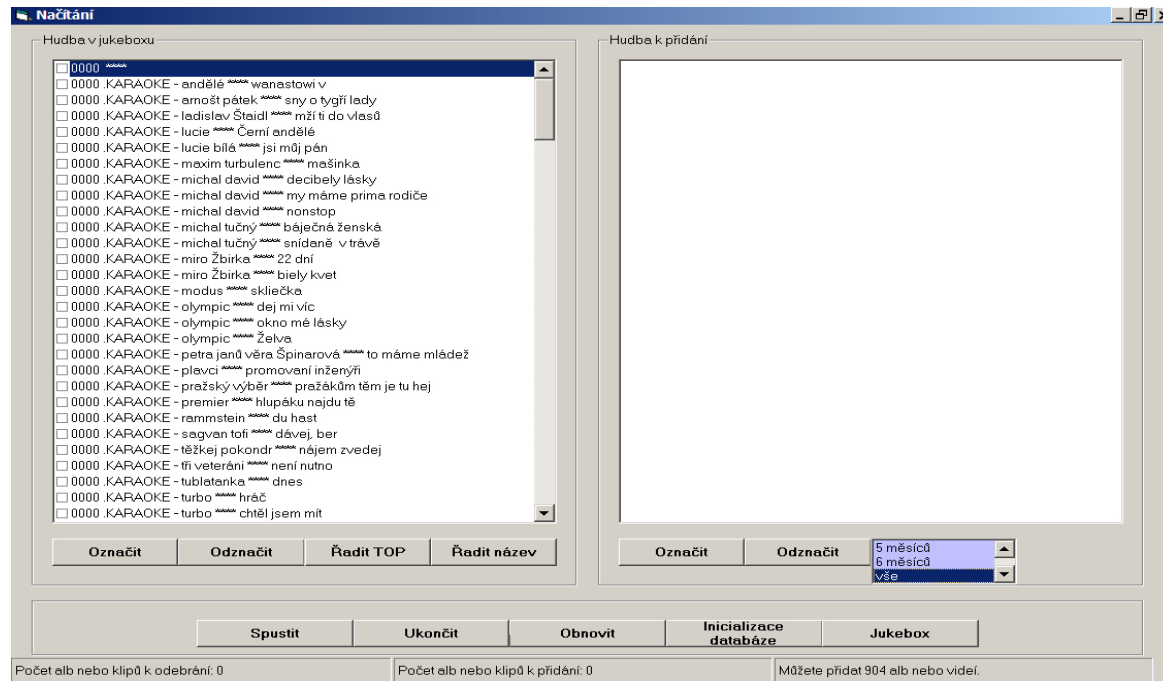 Načítání
Hudba v jukeboxu
0000 ****
0000 .KARAOKE - andělé **** wanastowi v
0000 .KARAOKE - arnošt pátek **** sny o tygří lady
0000 .KARAOKE - ladislav Štaidl **** mží ti do vlasů
0000 .KARAOKE - lucie **** Černí andělé
0000 .KARAOKE - lucie bílá **** jsi můj pán
0000 .KARAOKE - maxim turbulenc **** mašinka
0000 .KARAOKE - michal david **** decibely lásky
0000 .KARAOKE - michal david **** my máme prima rodiče
0000 .KARAOKE - michal david **** nonstop
0000 .KARAOKE - michal tučný **** báječná ženská
0000 .KARAOKE - michal tučný **** snídaně v trávě
0000 .KARAOKE - miro Žbirka **** 22 dní
0000 .KARAOKE - miro Žbirka **** biely kvet
0000 .KARAOKE - modus **** skliečka
0000 .KARAOKE - olympic **** dej mi víc
0000 .KARAOKE - olympic **** okno mé lásky
0000 .KARAOKE - olympic **** Želva
0000 .KARAOKE - petra janů věra Špinarová **** to máme mládež
0000 .KARAOKE - plavci **** promovaní inženýři
0000 .KARAOKE - pražský výběr **** pražákům těm je tu hej
0000 .KARAOKE - premier **** hlupáku najdu tě
0000 .KARAOKE - rammstein **** du hast
0000 .KARAOKE - sagvan tofi **** dávej, ber
0000 .KARAOKE - těžkej pokondr **** nájem zvedej
0000 .KARAOKE - tři veteráni **** není nutno
0000 .KARAOKE - tublatanka **** dnes
0000 .KARAOKE - turbo **** hráč
0000 .KARAOKE - turbo **** chtěl jsem mít
Označit Odznačit Řadit TOP Řadit název
Hudba k přidání
Označit Odznačit
5 měsíců
6 měsíců
vše
Spustit Ukončit Obnovit Inicializace databáze Jukebox
Počet alb nebo klipů k odebrání: 0 Počet alb nebo klipů k přidání: 0 Můžete přidat 904 alb nebo videí.